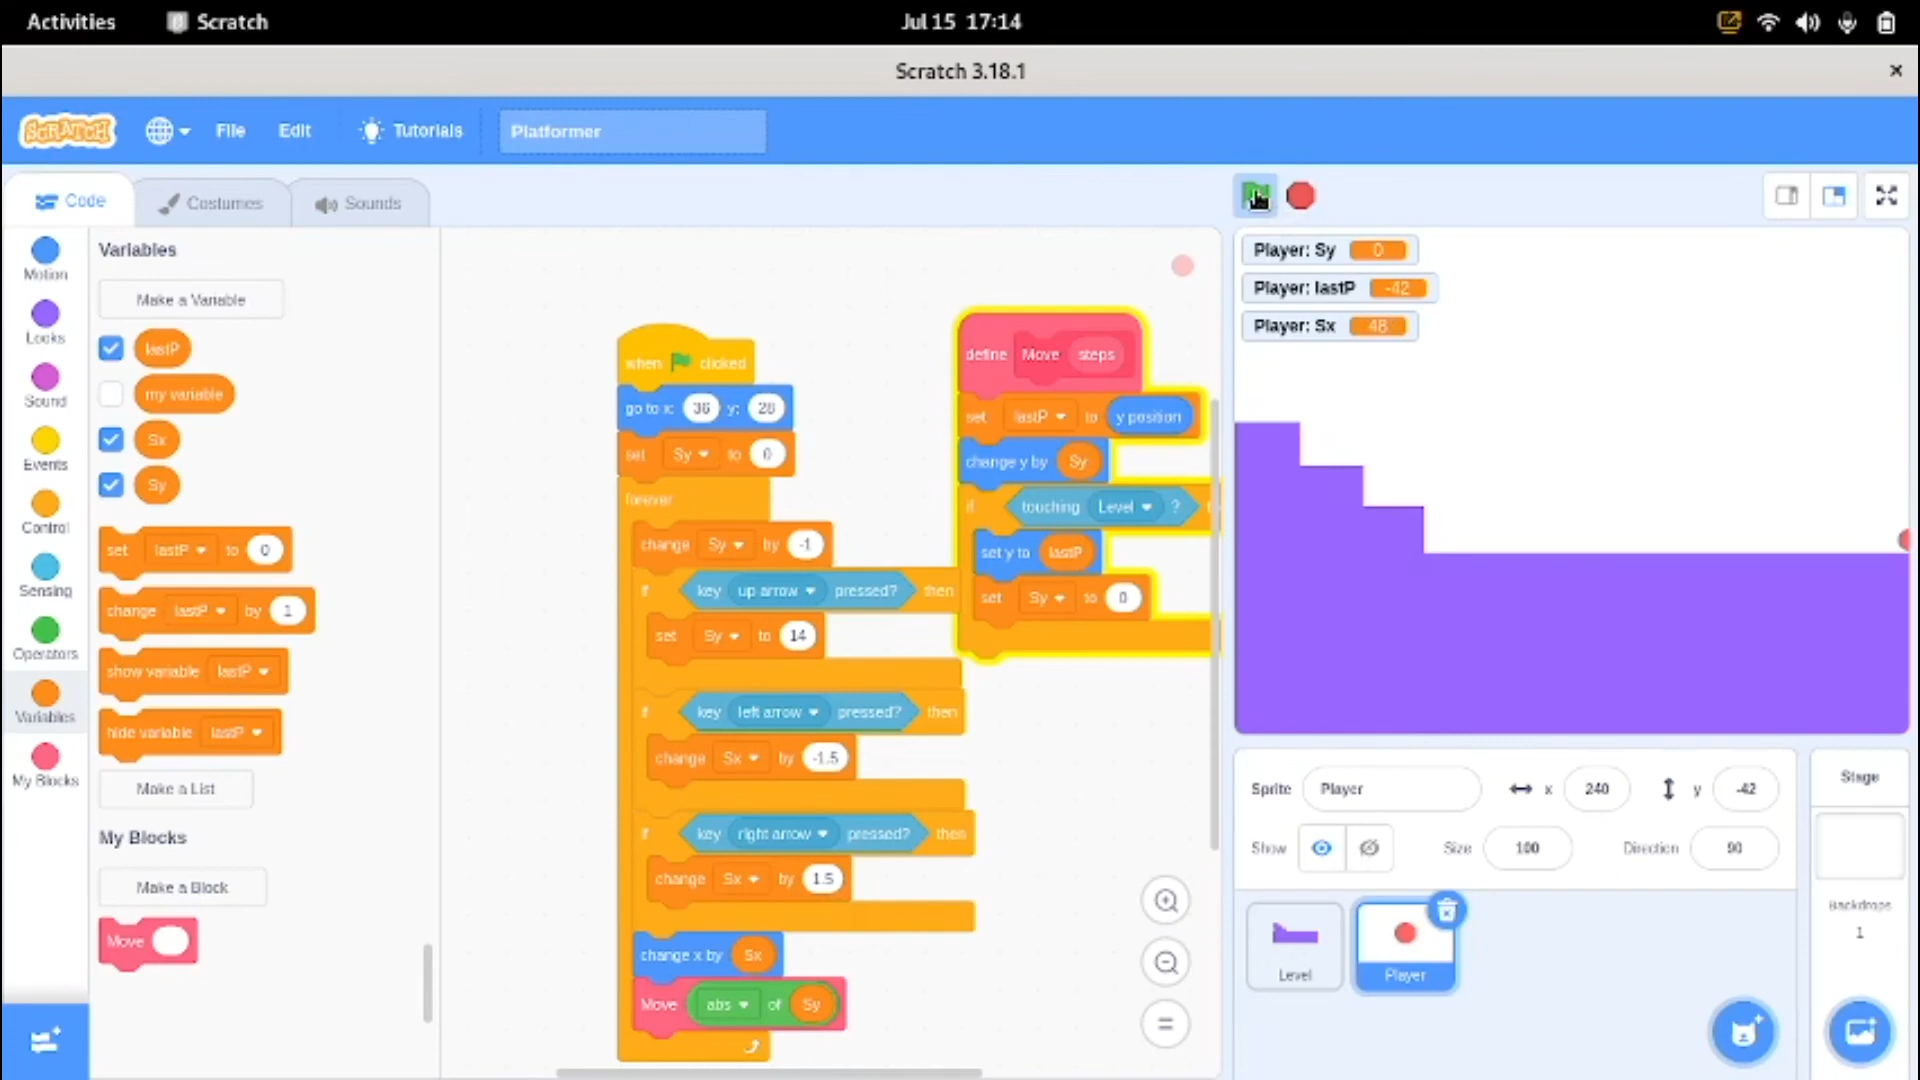 Activities
Scratch
Jul 15 17:14
Scratch 3.18.1
×
SCRATCH
File
Edit
Tutorials
Platformer
Code
Costumes
Sounds
Motion
Looks
Sound
Events
Control
Sensing
Operators
Variables
My Blocks
Variables
Make a Variable
lastP
my variable
Sx
Sy
set lastP to 0
change lastP by 1
show variable lastP
hide variable lastP
Make a List
My Blocks
Make a Block
Move
when clicked
go to x: 36 y: 28
set Sy to 0
forever
change Sy by -1
if key up arrow pressed? then
set Sy to 14
if key left arrow pressed? then
change Sx by -1.5
if key right arrow pressed? then
change Sx by 1.5
change x by Sx
Move abs of Sy
define Move steps
set lastP to y position
change y by Sy
if touching Level ? t
set y to lastP
set Sy to 0
Player: Sy 0
Player: lastP -42
Player: Sx 48
Sprite Player x 240 y -42
Show Size 100 Direction 90
Level
Player
Stage
Backdrops
1